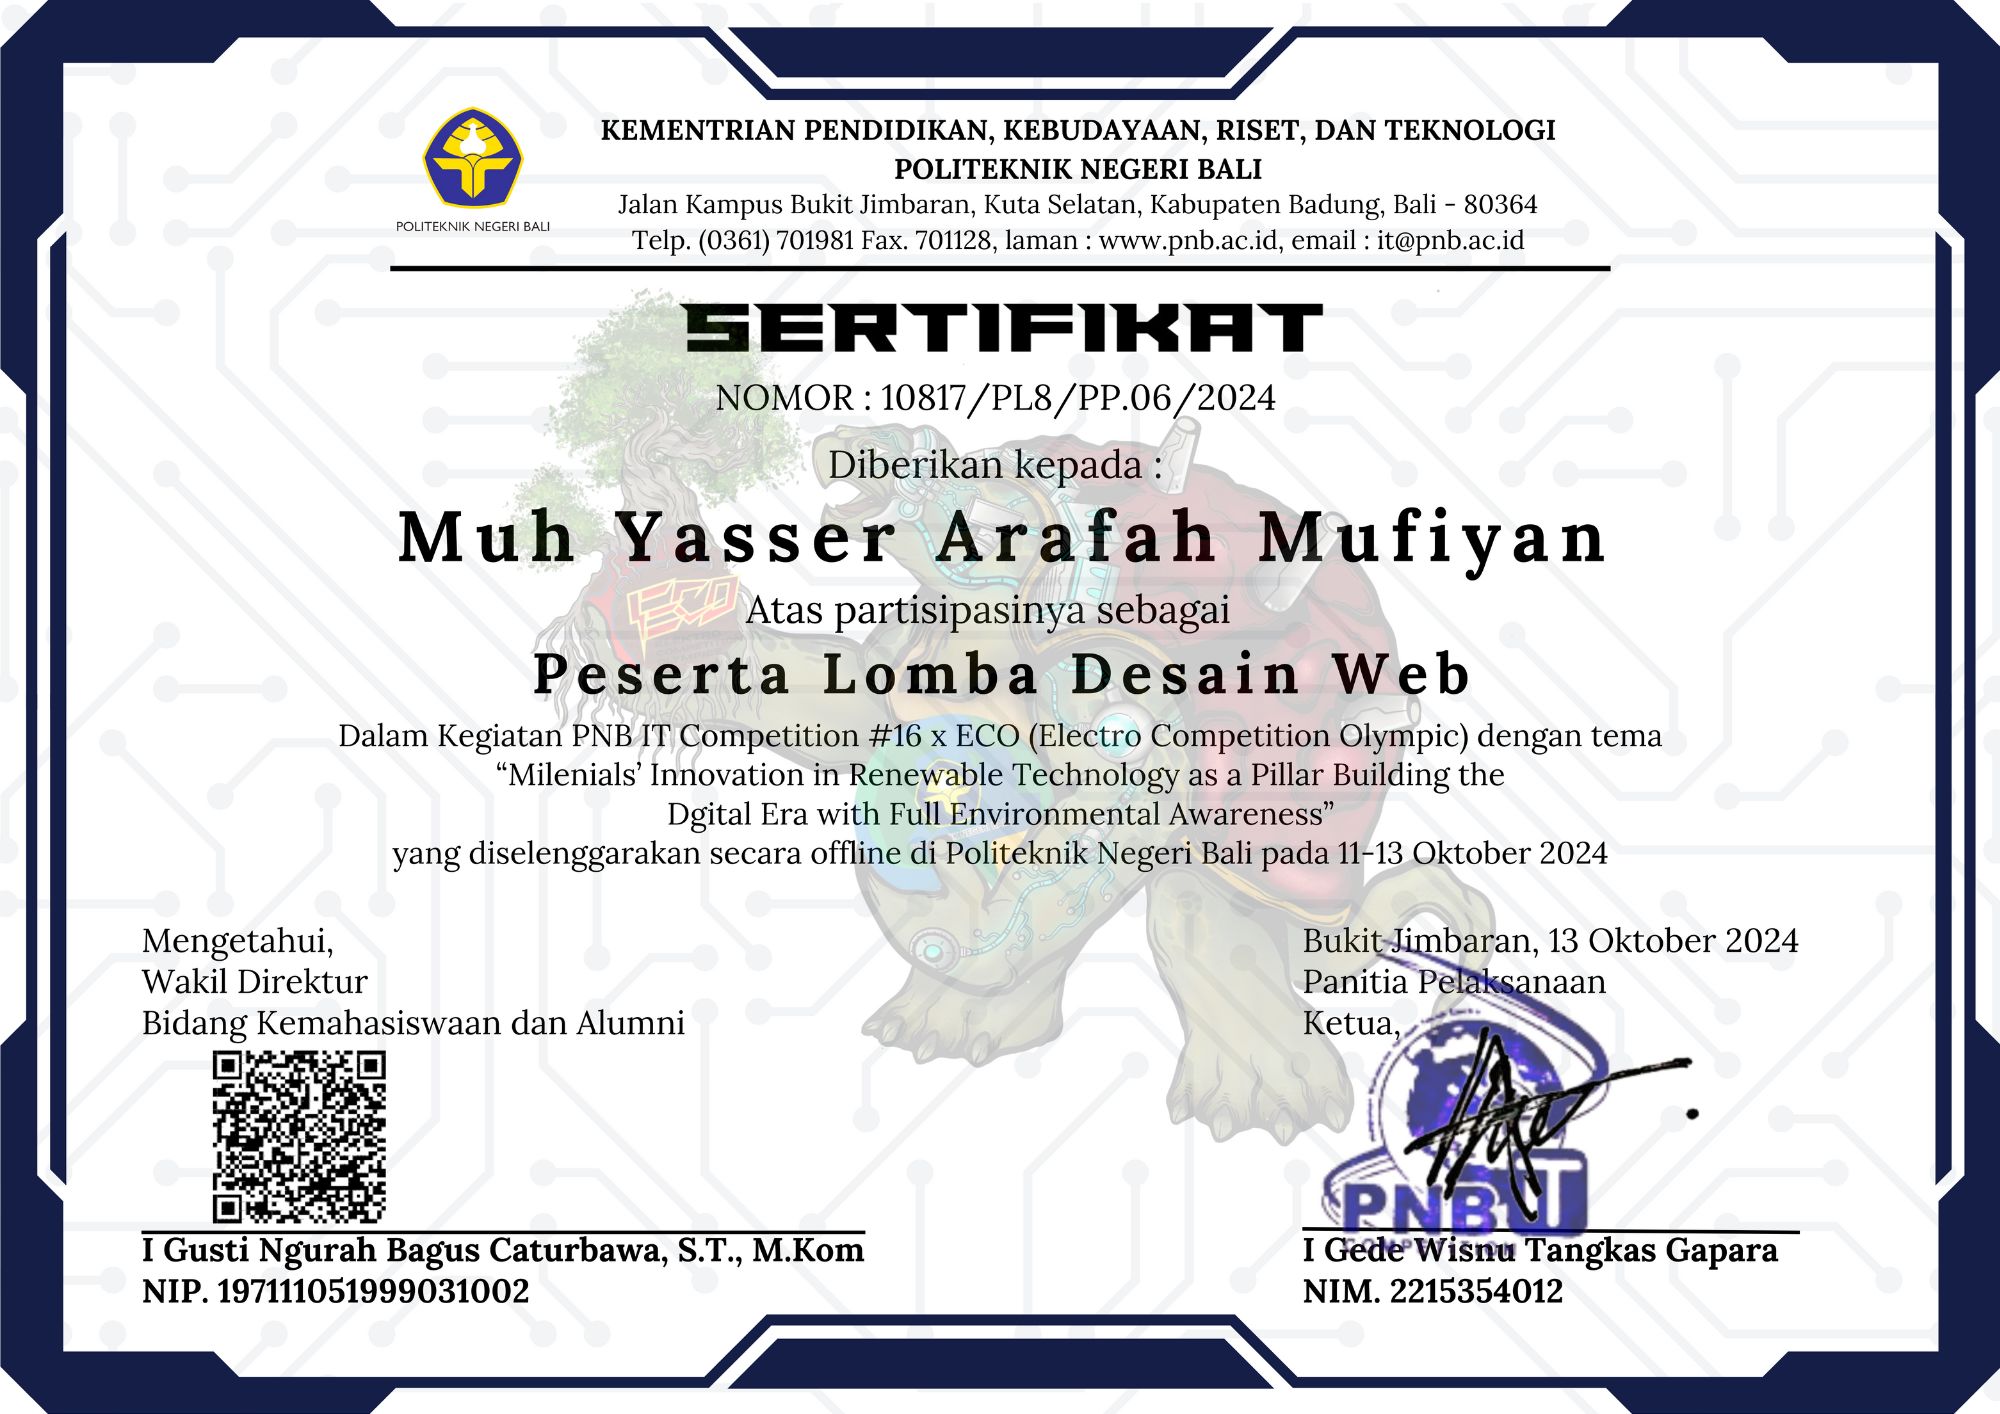 KEMENTRIAN PENDIDIKAN, KEBUDAYAAN, RISET, DAN TEKNOLOGI
POLITEKNIK NEGERI BALI
Jalan Kampus Bukit Jimbaran, Kuta Selatan, Kabupaten Badung, Bali - 80364
Telp. (0361) 701981 Fax. 701128, laman : www.pnb.ac.id, email : it@pnb.ac.id
POLITEKNIK NEGERI BALI
SERTIFIKAT
NOMOR : 10817/PL8/PP.06/2024
Diberikan kepada :
Muh Yasser Arafah Mufiyan
ECO
Atas partisipasinya sebagai
Peserta Lomba Desain Web
Dalam Kegiatan PNB IT Competition #16 x ECO (Electro Competition Olympic) dengan tema
“Milenials’ Innovation in Renewable Technology as a Pillar Building the
Dgital Era with Full Environmental Awareness”
yang diselenggarakan secara offline di Politeknik Negeri Bali pada 11-13 Oktober 2024
Mengetahui,
Wakil Direktur
Bidang Kemahasiswaan dan Alumni
I Gusti Ngurah Bagus Caturbawa, S.T., M.Kom
NIP. 197111051999031002
Bukit Jimbaran, 13 Oktober 2024
Panitia Pelaksanaan
Ketua,
PNB IT
COMPETITION
I Gede Wisnu Tangkas Gapara
NIM. 2215354012